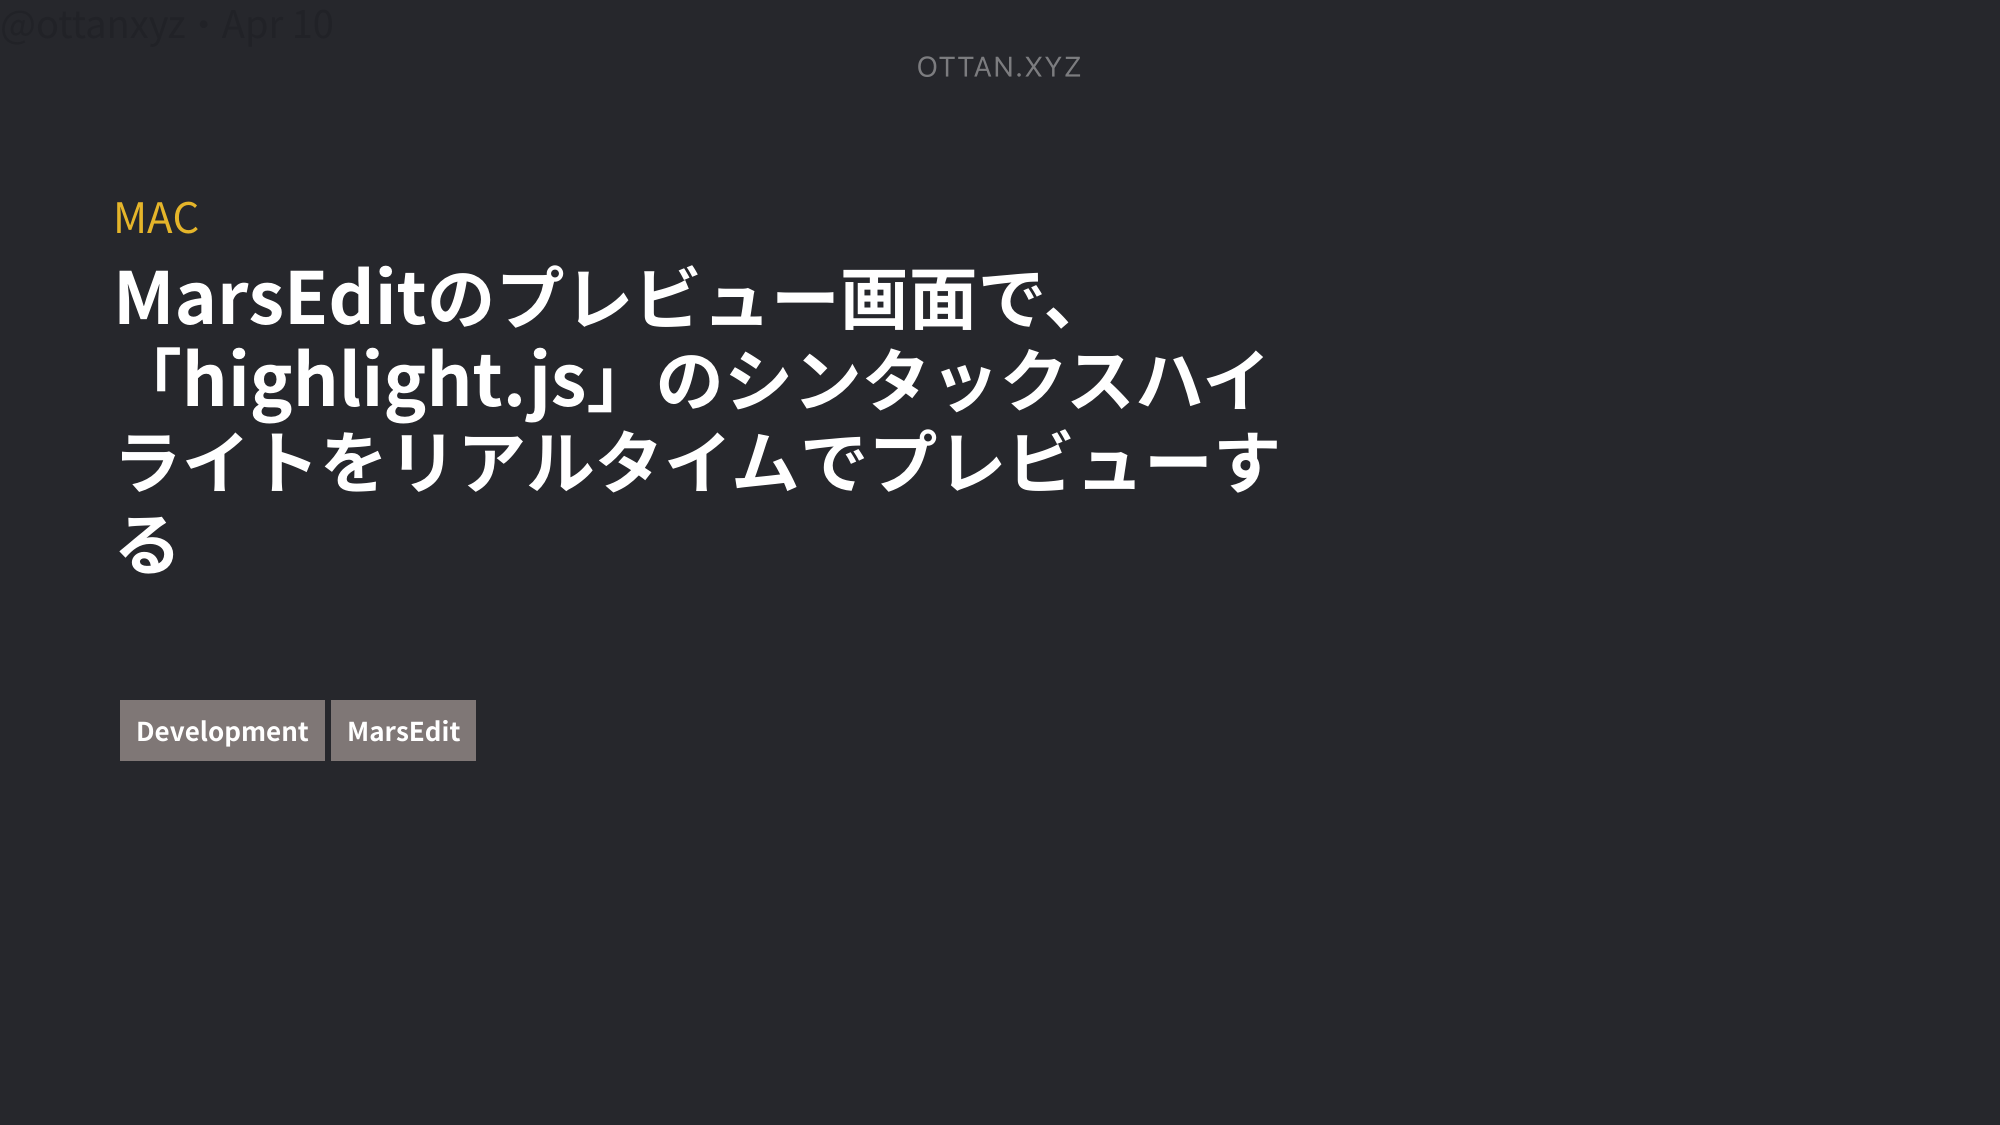 @ottanxyz・Apr 10
OTTAN.XYZ
MAC
MarsEditのプレビュー画面で、
「highlight.js」のシンタックスハイ
ライトをリアルタイムでプレビューす
る
Development MarsEdit